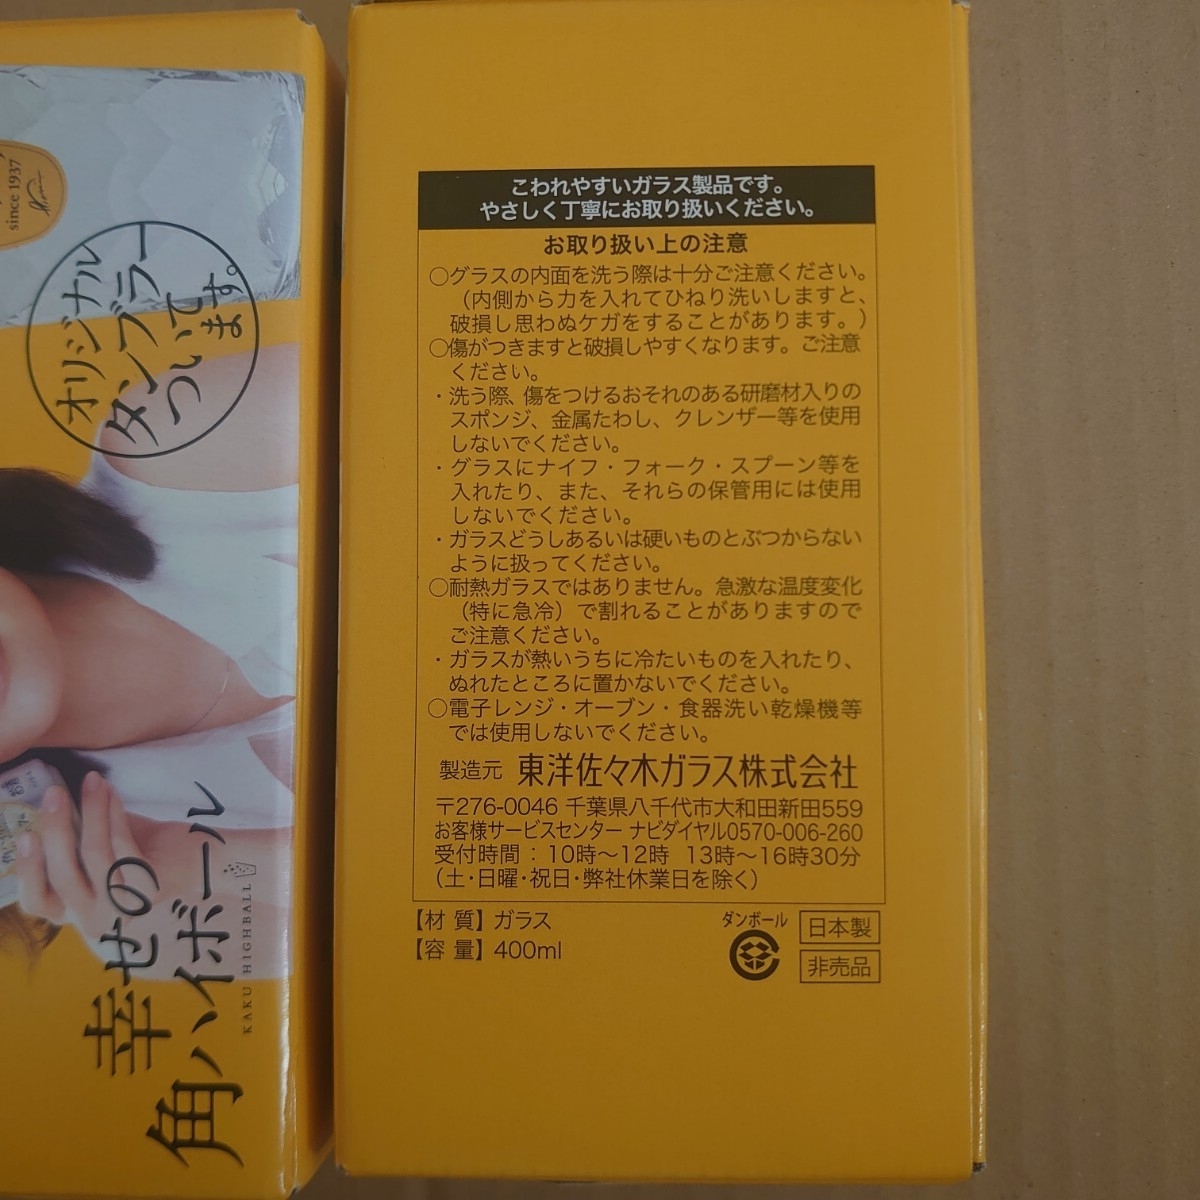 since 1937
オリジナル
タンブラー
ついて
ます。
幸せの
角ハイボール
KAKU HIGHBALL
こわれやすいガラス製品です。
やさしく丁寧にお取り扱いください。
お取り扱い上の注意
○グラスの内面を洗う際は十分ご注意ください。
（内側から力を入れてひねり洗いしますと、
破損し思わぬケガをすることがあります。）
○傷がつきますと破損しやすくなります。ご注意
ください。
・洗う際、傷をつけるおそれのある研磨材入りの
スポンジ、金属たわし、クレンザー等を使用
しないでください。
・グラスにナイフ・フォーク・スプーン等を
入れたり、また、それらの保管用には使用
しないでください。
・ガラスどうしあるいは硬いものとぶつからない
ように扱ってください。
○耐熱ガラスではありません。急激な温度変化
（特に急冷）で割れることがありますので
ご注意ください。
・ガラスが熱いうちに冷たいものを入れたり、
ぬれたところに置かないでください。
○電子レンジ・オーブン・食器洗い乾燥機等
では使用しないでください。
製造元 東洋佐々木ガラス株式会社
〒276-0046 千葉県八千代市大和田新田559
お客様サービスセンター ナビダイヤル0570-006-260
受付時間：10時～12時 13時～16時30分
（土・日曜・祝日・弊社休業日を除く）
【材 質】ガラス
【容 量】400ml
ダンボール
日本製
非売品